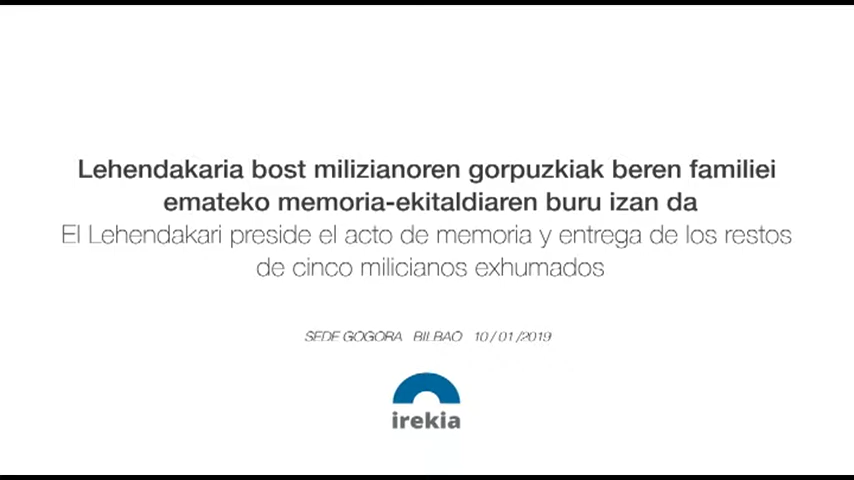 Lehendakaria bost milizianoren gorpuzkiak beren familiei
emateko memoria-ekitaldiaren buru izan da
El Lehendakari preside el acto de memoria y entrega de los restos
de cinco milicianos exhumados
SEDE GOGORA BILBAO 10/01/2019
irekia